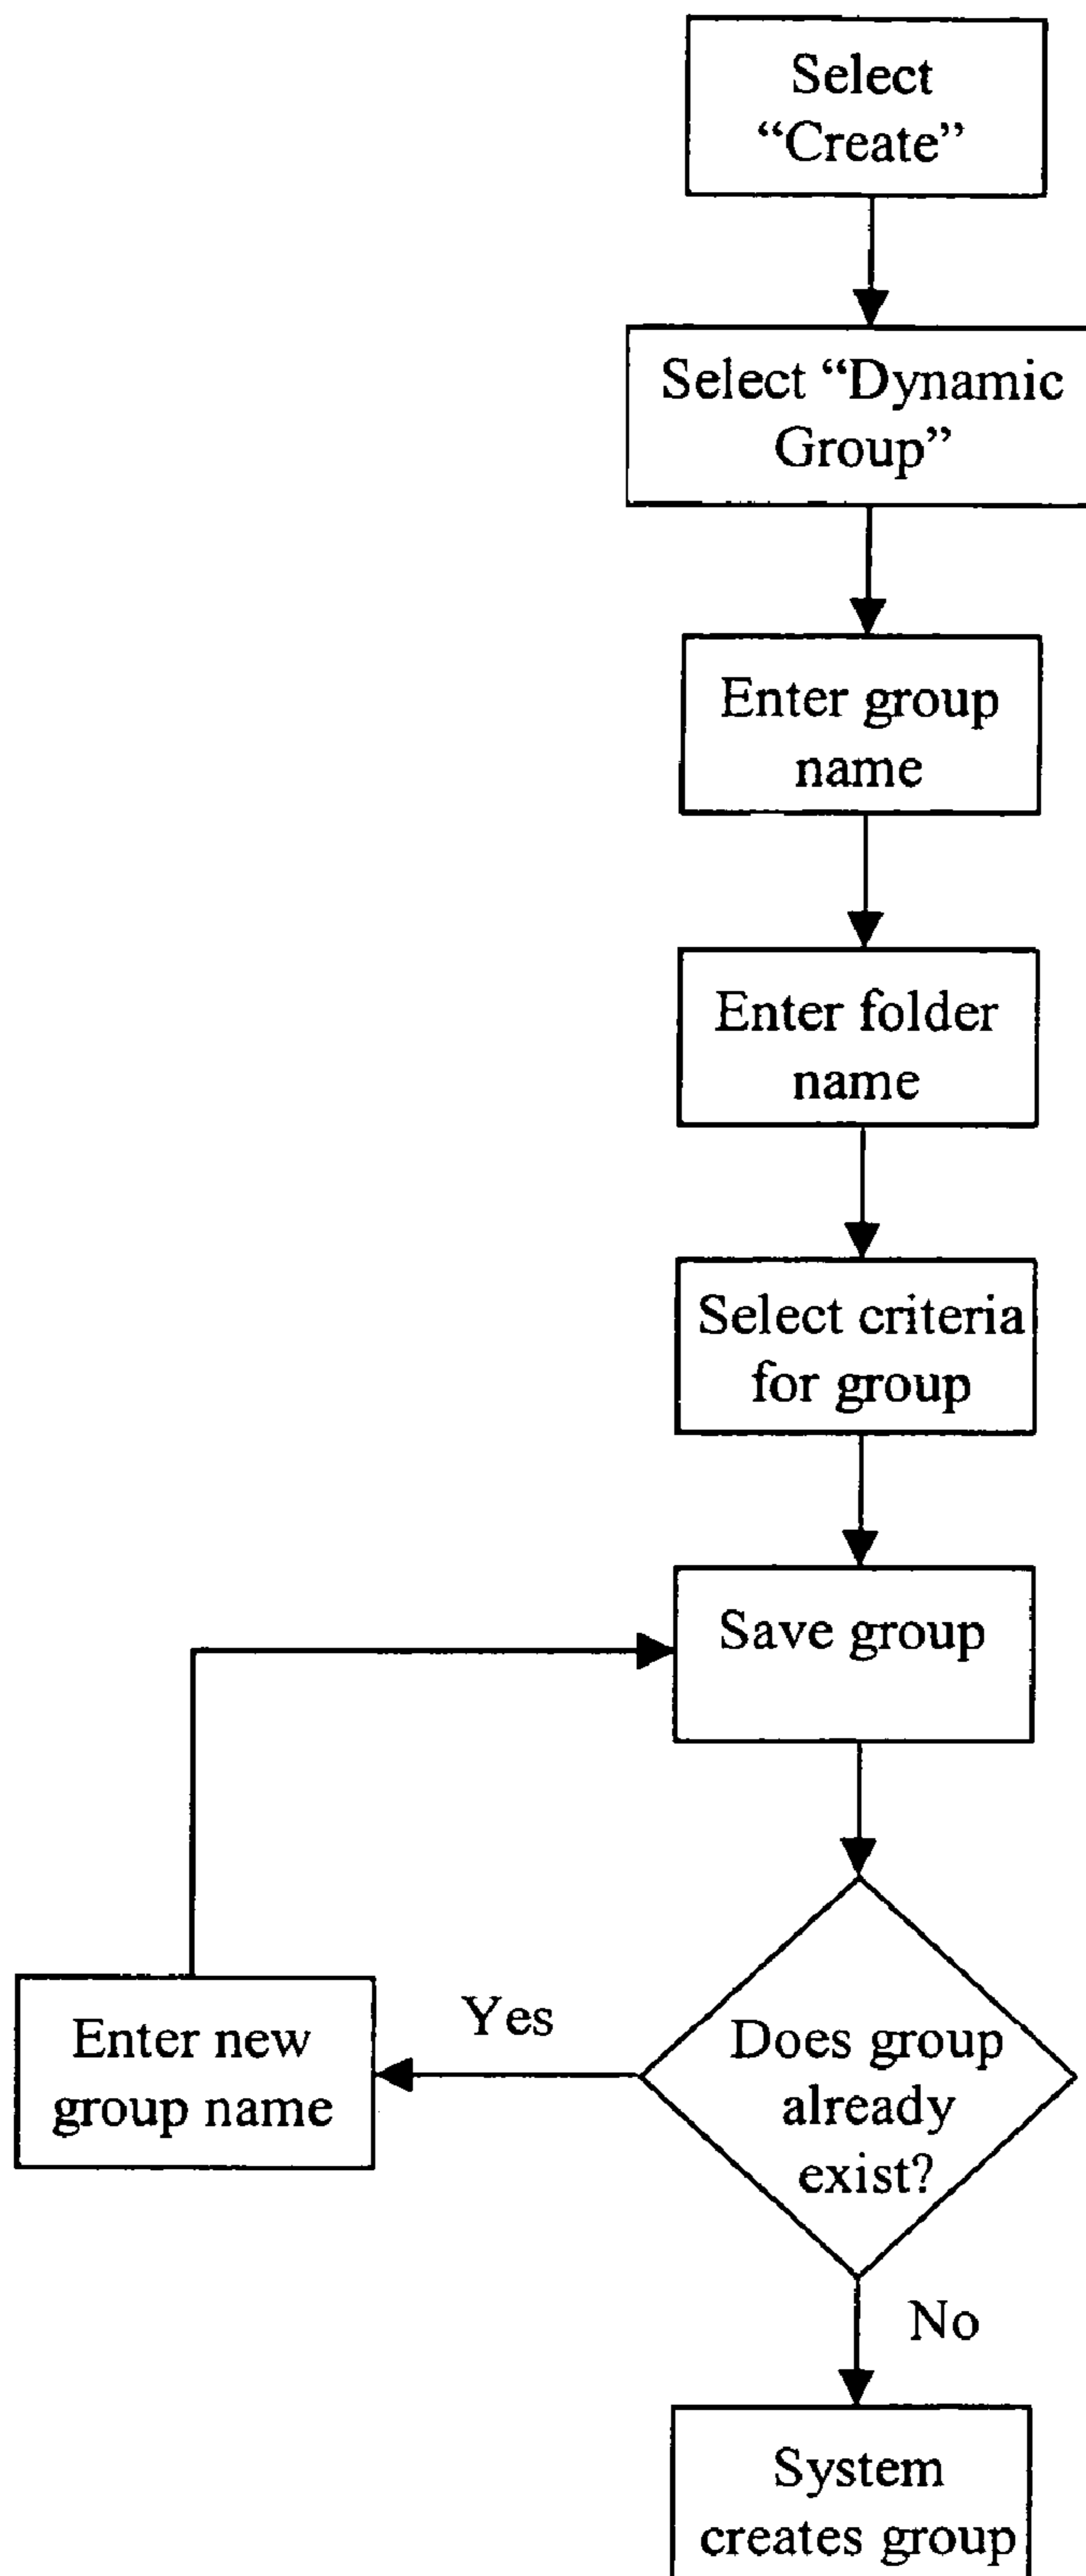 Select
“Create”
Select “Dynamic
Group”
Enter group
name
Enter folder
name
Select criteria
for group
Save group
Does group
already
exist?
Yes
Enter new
group name
No
System
creates group